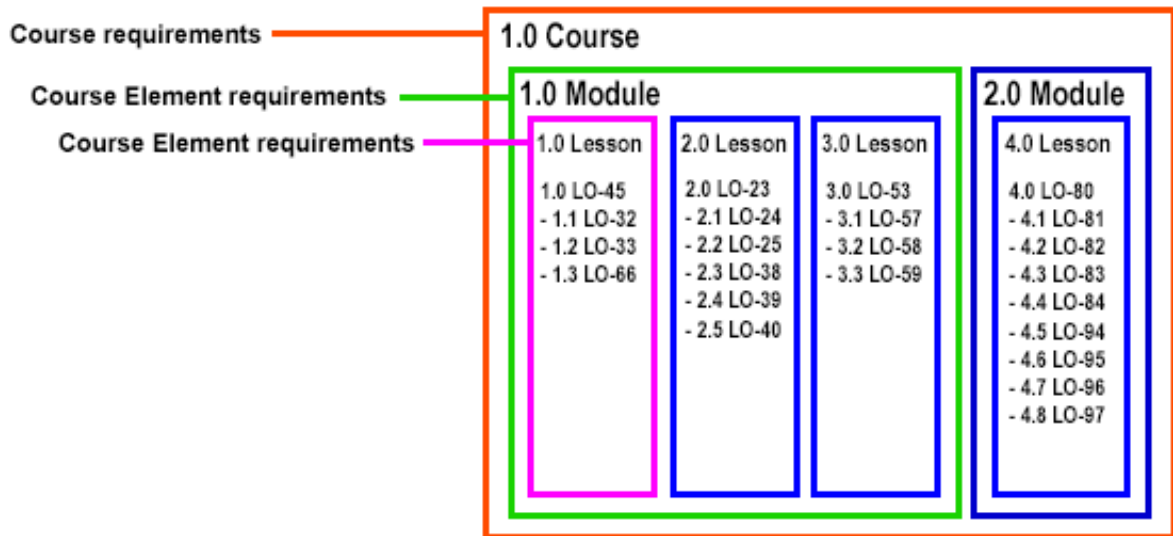 Course requirements
1.0 Course
Course Element requirements
1.0 Module
2.0 Module
Course Element requirements
1.0 Lesson
1.0 LO-45
- 1.1 LO-32
- 1.2 LO-33
- 1.3 LO-66
2.0 Lesson
2.0 LO-23
- 2.1 LO-24
- 2.2 LO-25
- 2.3 LO-38
- 2.4 LO-39
- 2.5 LO-40
3.0 Lesson
3.0 LO-53
- 3.1 LO-57
- 3.2 LO-58
- 3.3 LO-59
4.0 Lesson
4.0 LO-80
- 4.1 LO-81
- 4.2 LO-82
- 4.3 LO-83
- 4.4 LO-84
- 4.5 LO-94
- 4.6 LO-95
- 4.7 LO-96
- 4.8 LO-97